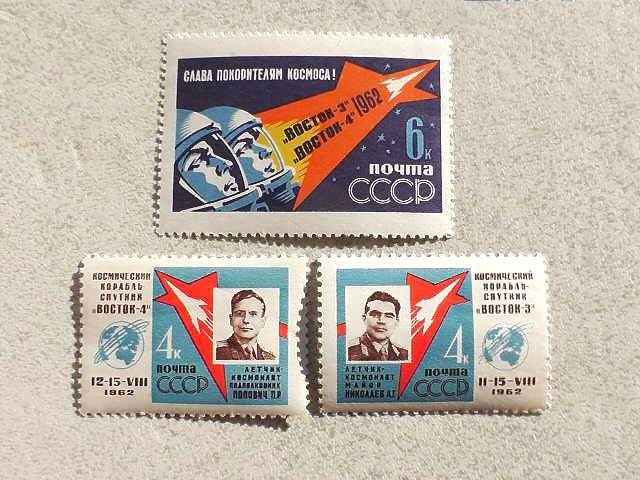 СЛАВА ПОКОРИТЕЛЯМ КОСМОСА!
„ВОСТОК-3“
„ВОСТОК-4“ 1962
6к
почта
СССР
КОСМИЧЕСКИЙ
КОРАБЛЬ
СПУТНИК
„ВОСТОК-4“
12-15-VIII
1962
4к
почта
СССР
ЛЕТЧИК-
КОСМОНАВТ
ПОДПОЛКОВНИК
ПОПОВИЧ П.Р.
4к
почта
СССР
ЛЕТЧИК-
КОСМОНАВТ
МАЙОР
НИКОЛАЕВ А.Г.
КОСМИЧЕСКИЙ
КОРАБЛЬ-
СПУТНИК
„ВОСТОК-3“
11-15-VIII
1962